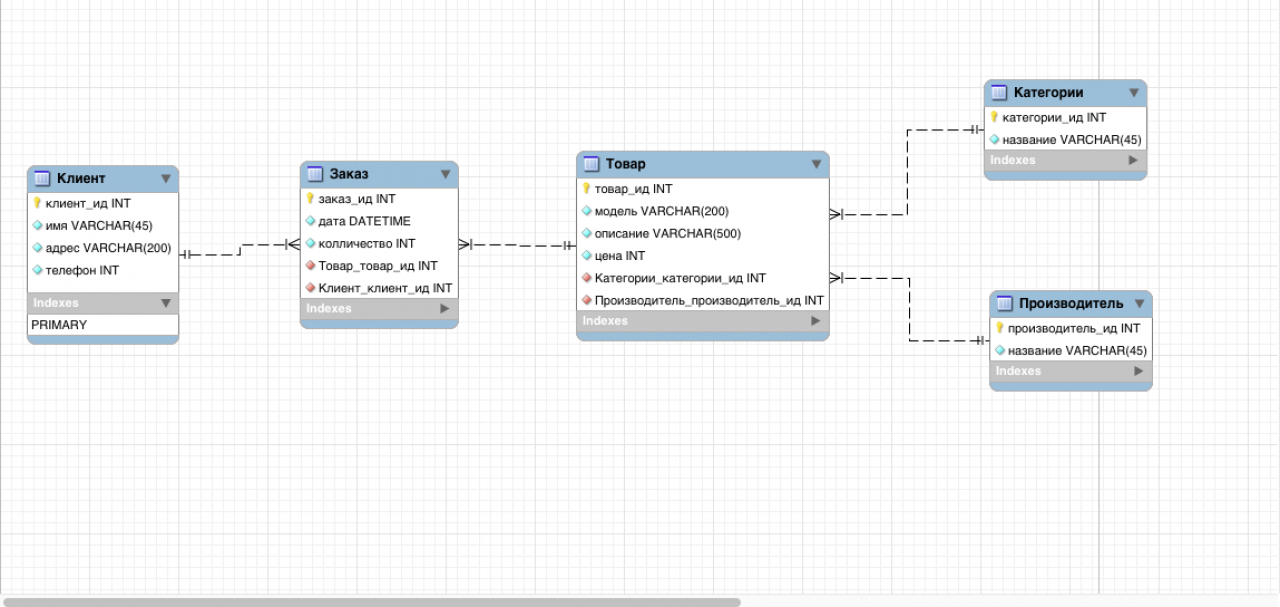 Клиент
клиент_ид INT
имя VARCHAR(45)
адрес VARCHAR(200)
телефон INT
Indexes
PRIMARY
Заказ
заказ_ид INT
дата DATETIME
колличество INT
Товар_товар_ид INT
Клиент_клиент_ид INT
Indexes
Товар
товар_ид INT
модель VARCHAR(200)
описание VARCHAR(500)
цена INT
Категории_категории_ид INT
Производитель_производитель_ид INT
Indexes
Категории
категории_ид INT
название VARCHAR(45)
Indexes
Производитель
производитель_ид INT
название VARCHAR(45)
Indexes